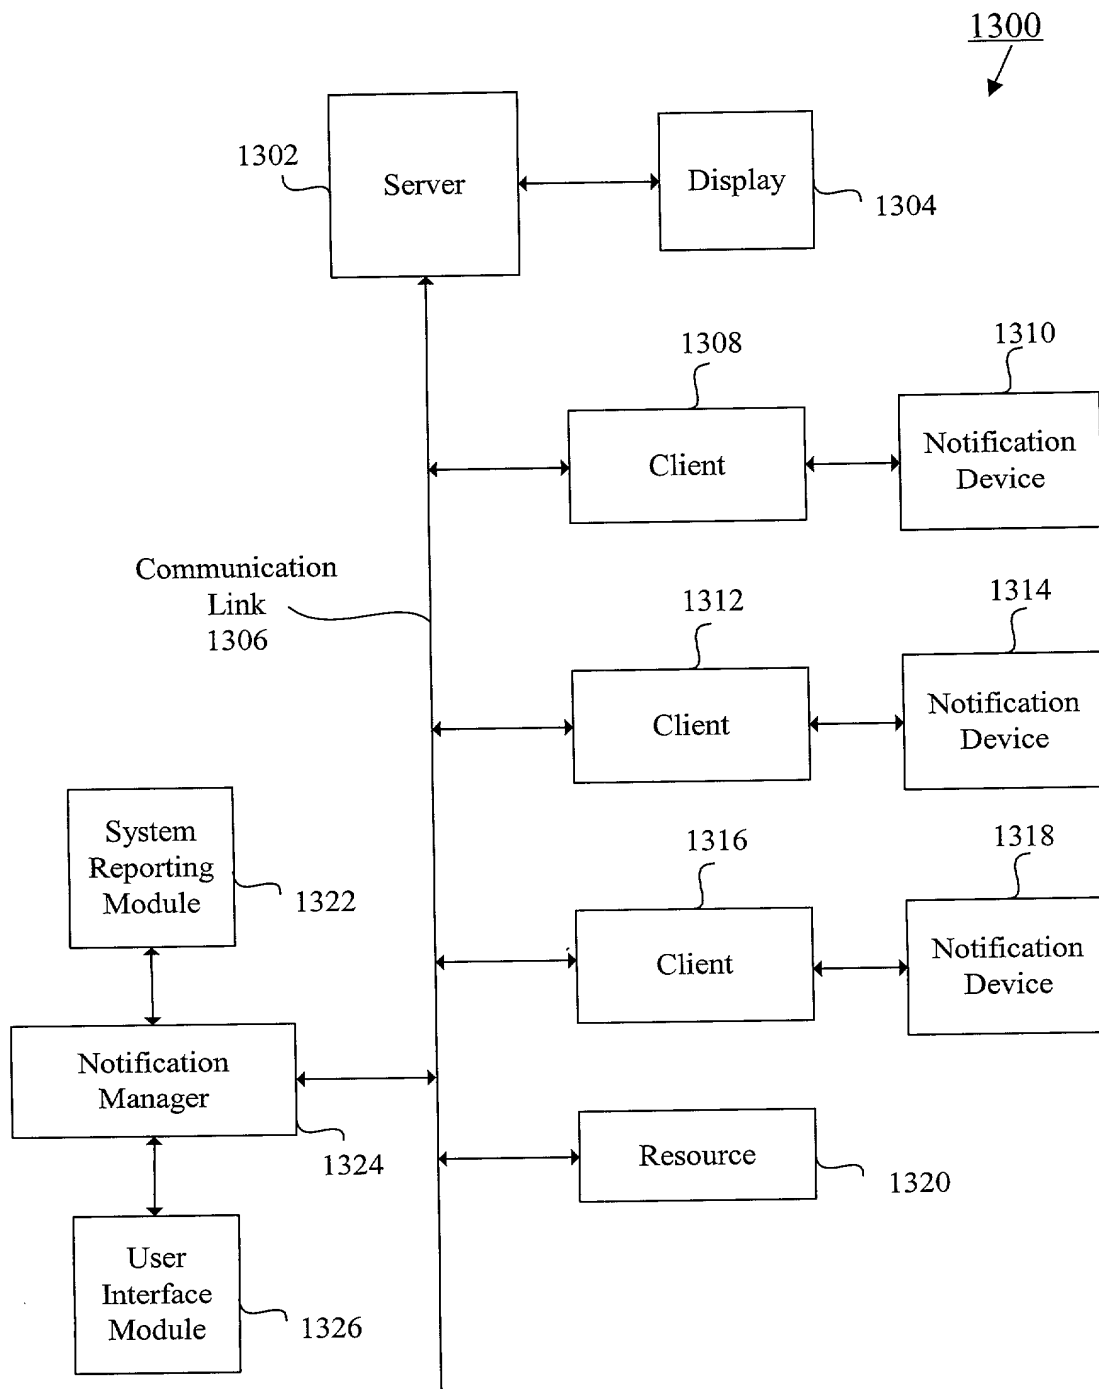 1300
1302
Server
Display
1304
1308
1310
Client
Notification
Device
Communication
Link
1306
1312
1314
Client
Notification
Device
System
Reporting
Module
1322
1316
1318
Client
Notification
Device
Notification
Manager
1324
Resource
1320
User
Interface
Module
1326